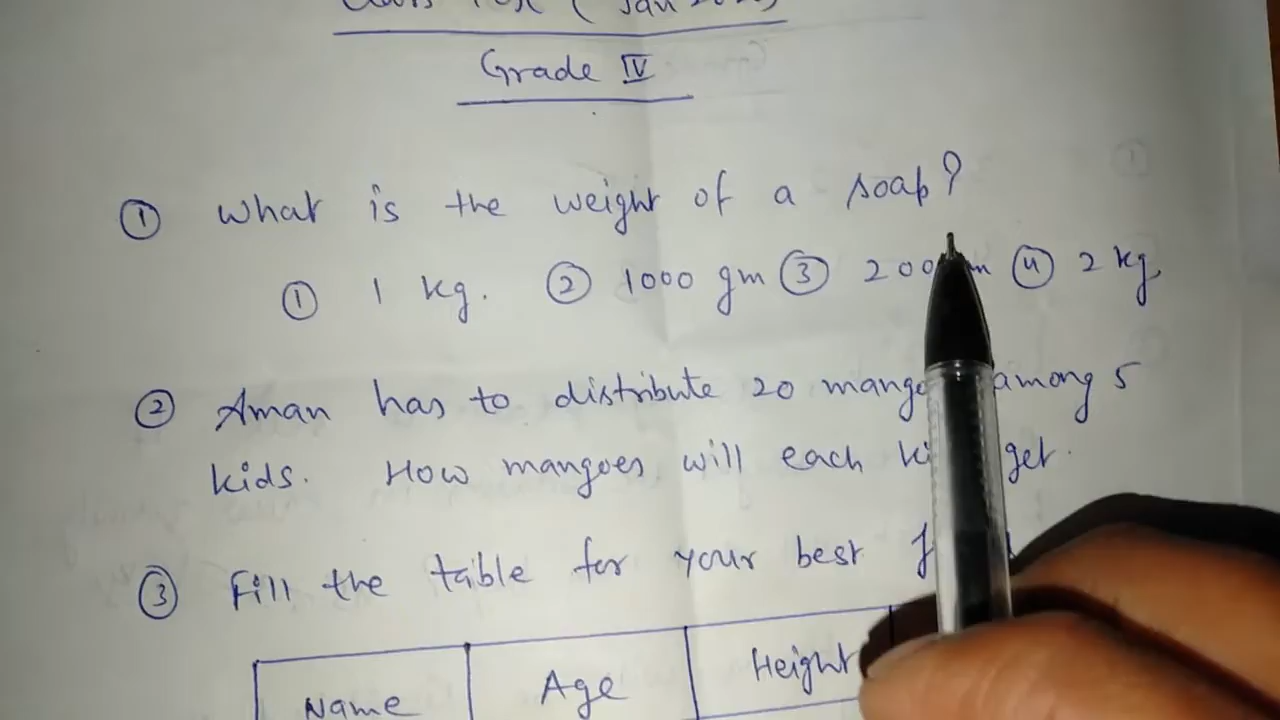 Grade IV
① What is the weight of a soap?
① 1 kg. ② 1000 gm ③ 200 ④ 2 kg.
② Aman has to distribute 20 among 5
kids. How mangoes will each get.
③ Fill the table for your best
Name Age Height